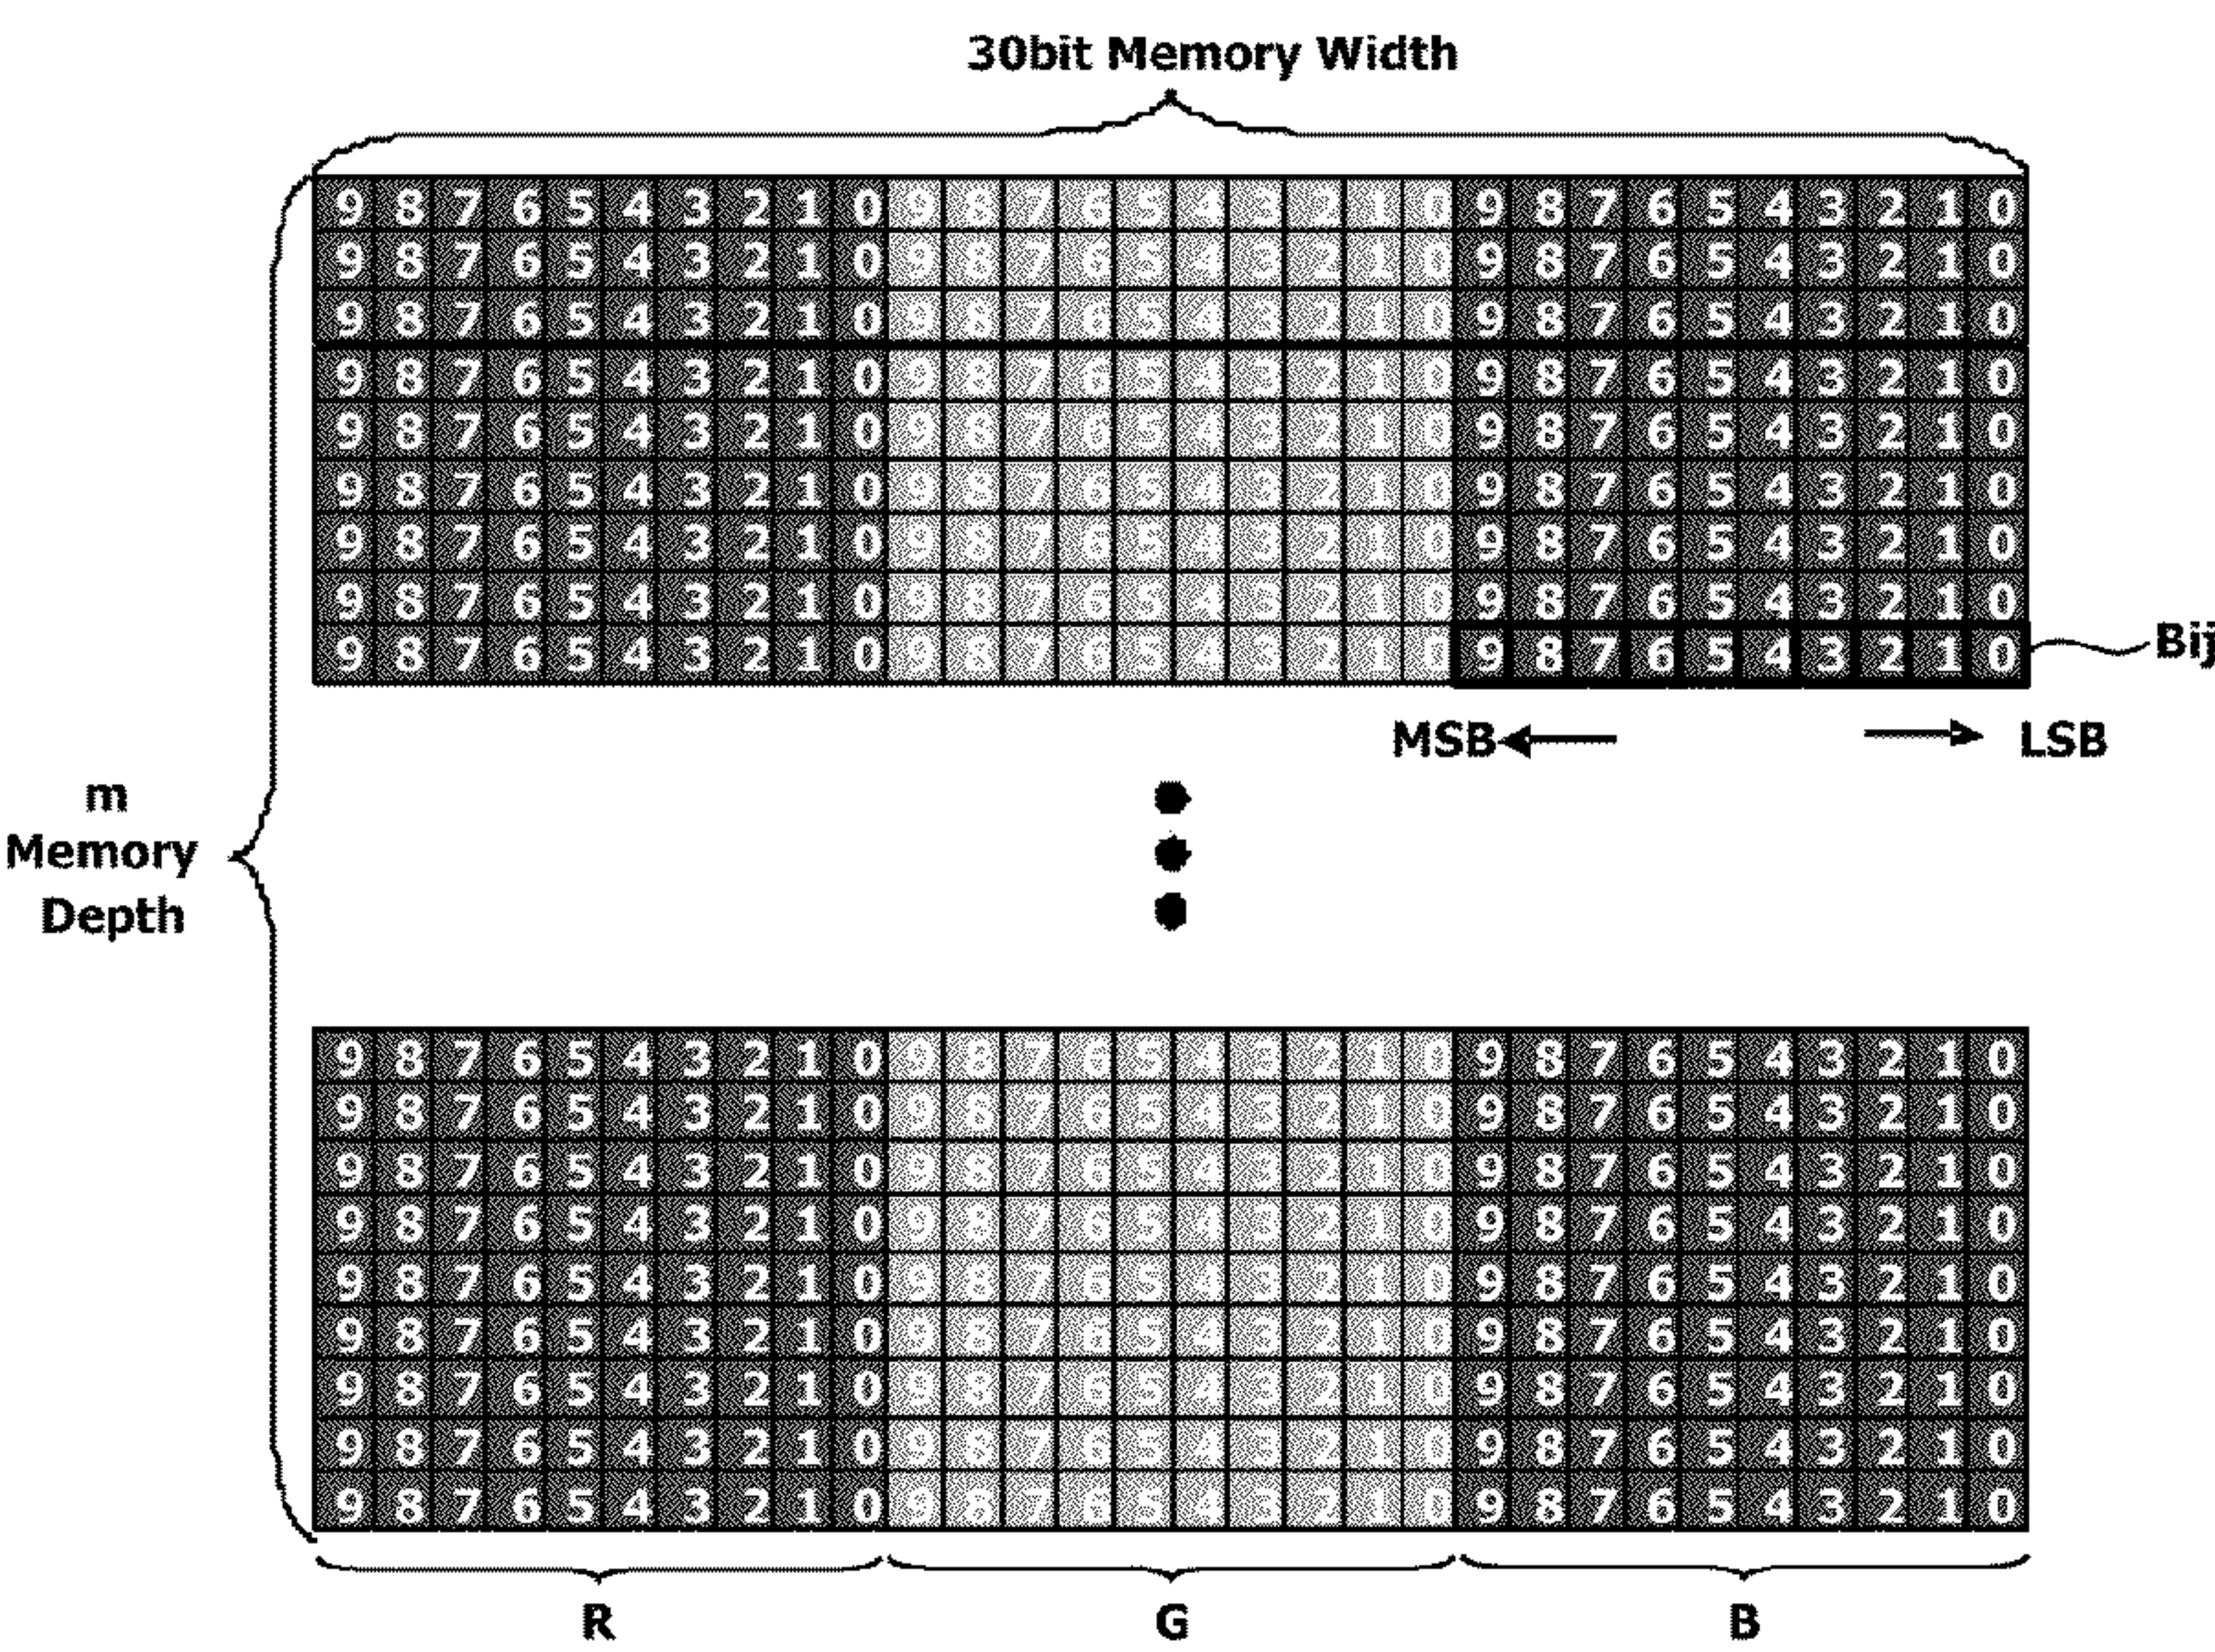 30bit Memory Width
9 8 7 6 5 4 3 2 1 0 9 8 7 6 5 4 3 2 1 0 9 8 7 6 5 4 3 2 1 0
9 8 7 6 5 4 3 2 1 0 9 8 7 6 5 4 3 2 1 0 9 8 7 6 5 4 3 2 1 0
9 8 7 6 5 4 3 2 1 0 9 8 7 6 5 4 3 2 1 0 9 8 7 6 5 4 3 2 1 0
9 8 7 6 5 4 3 2 1 0 9 8 7 6 5 4 3 2 1 0 9 8 7 6 5 4 3 2 1 0
9 8 7 6 5 4 3 2 1 0 9 8 7 6 5 4 3 2 1 0 9 8 7 6 5 4 3 2 1 0
9 8 7 6 5 4 3 2 1 0 9 8 7 6 5 4 3 2 1 0 9 8 7 6 5 4 3 2 1 0
9 8 7 6 5 4 3 2 1 0 9 8 7 6 5 4 3 2 1 0 9 8 7 6 5 4 3 2 1 0
9 8 7 6 5 4 3 2 1 0 9 8 7 6 5 4 3 2 1 0 9 8 7 6 5 4 3 2 1 0
9 8 7 6 5 4 3 2 1 0 9 8 7 6 5 4 3 2 1 0 9 8 7 6 5 4 3 2 1 0 Bij
MSB LSB
m
Memory
Depth
9 8 7 6 5 4 3 2 1 0 9 8 7 6 5 4 3 2 1 0 9 8 7 6 5 4 3 2 1 0
9 8 7 6 5 4 3 2 1 0 9 8 7 6 5 4 3 2 1 0 9 8 7 6 5 4 3 2 1 0
9 8 7 6 5 4 3 2 1 0 9 8 7 6 5 4 3 2 1 0 9 8 7 6 5 4 3 2 1 0
9 8 7 6 5 4 3 2 1 0 9 8 7 6 5 4 3 2 1 0 9 8 7 6 5 4 3 2 1 0
9 8 7 6 5 4 3 2 1 0 9 8 7 6 5 4 3 2 1 0 9 8 7 6 5 4 3 2 1 0
9 8 7 6 5 4 3 2 1 0 9 8 7 6 5 4 3 2 1 0 9 8 7 6 5 4 3 2 1 0
9 8 7 6 5 4 3 2 1 0 9 8 7 6 5 4 3 2 1 0 9 8 7 6 5 4 3 2 1 0
9 8 7 6 5 4 3 2 1 0 9 8 7 6 5 4 3 2 1 0 9 8 7 6 5 4 3 2 1 0
9 8 7 6 5 4 3 2 1 0 9 8 7 6 5 4 3 2 1 0 9 8 7 6 5 4 3 2 1 0
R G B